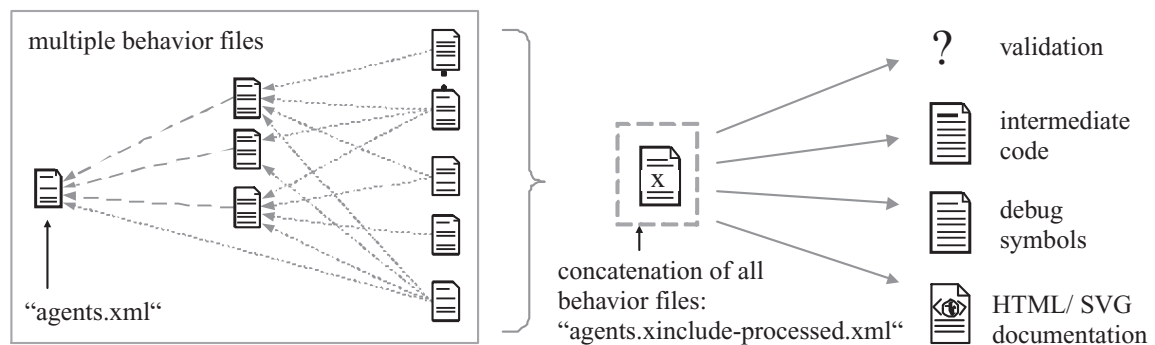 multiple behavior files
“agents.xml“
X
concatenation of all
behavior files:
“agents.xinclude-processed.xml“
?
validation
intermediate
code
debug
symbols
HTML/ SVG
documentation